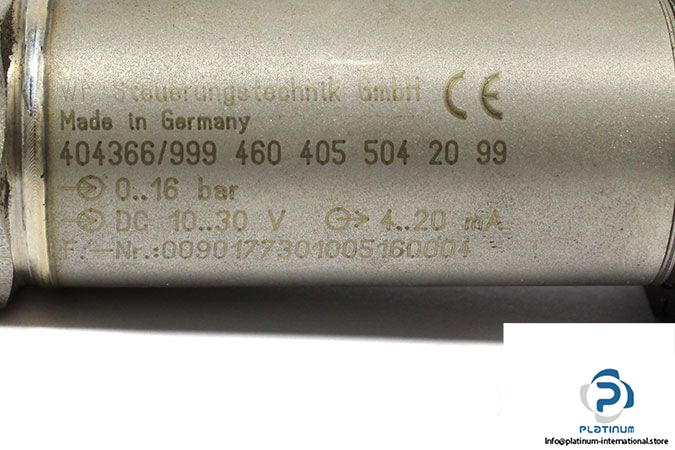 WF Steuerungstechnik GmbH CE
Made in Germany
404366/999 460 405 504 20 99
0..16 bar
DC 10..30 V 4..20 mA
F.-Nr.:0090177301005160004
PLATINUM
Info@platinum-international.store